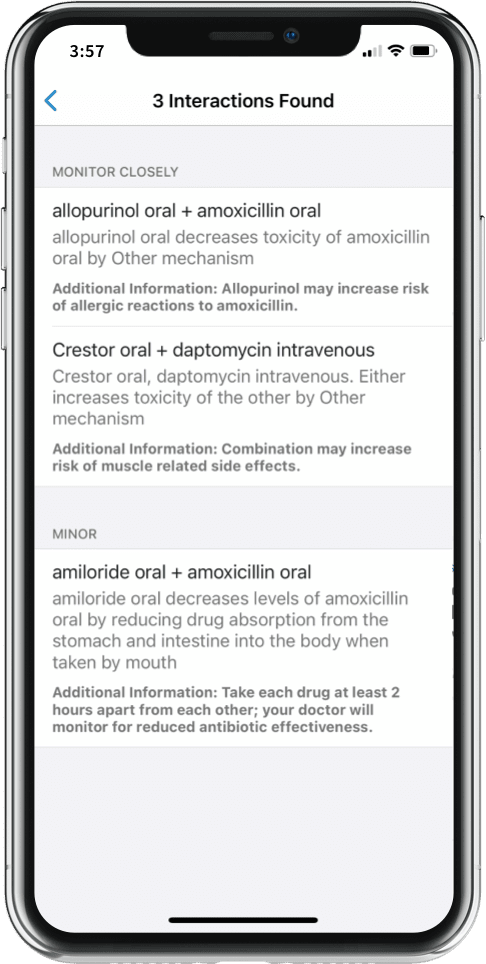 3:57
3 Interactions Found
MONITOR CLOSELY
allopurinol oral + amoxicillin oral
allopurinol oral decreases toxicity of amoxicillin
oral by Other mechanism
Additional Information: Allopurinol may increase risk
of allergic reactions to amoxicillin.
Crestor oral + daptomycin intravenous
Crestor oral, daptomycin intravenous. Either
increases toxicity of the other by Other
mechanism
Additional Information: Combination may increase
risk of muscle related side effects.
MINOR
amiloride oral + amoxicillin oral
amiloride oral decreases levels of amoxicillin
oral by reducing drug absorption from the
stomach and intestine into the body when
taken by mouth
Additional Information: Take each drug at least 2
hours apart from each other; your doctor will
monitor for reduced antibiotic effectiveness.